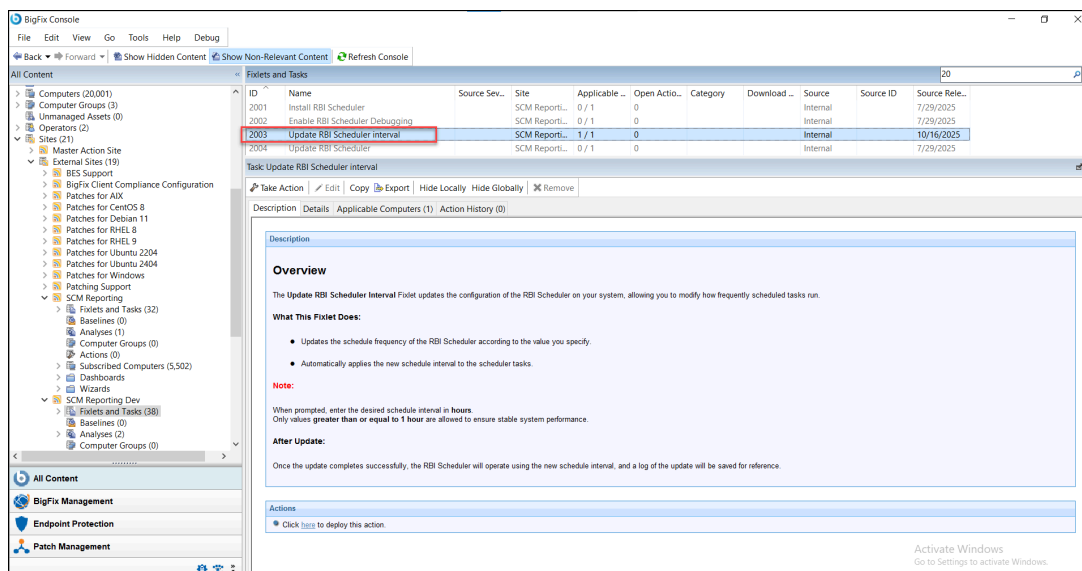 BigFix Console
File Edit View Go Tools Help Debug
Back Forward Show Hidden Content Show Non-Relevant Content Refresh Console
All Content
Computers (20,001)
Computer Groups (3)
Unmanaged Assets (0)
Operators (2)
Sites (21)
Master Action Site
External Sites (19)
BES Support
BigFix Client Compliance Configuration
Patches for AIX
Patches for CentOS 8
Patches for Debian 11
Patches for RHEL 8
Patches for RHEL 9
Patches for Ubuntu 2204
Patches for Ubuntu 2404
Patches for Windows
Patching Support
SCM Reporting
Fixlets and Tasks (32)
Baselines (0)
Analyses (1)
Computer Groups (0)
Actions (0)
Subscribed Computers (5,502)
Dashboards
Wizards
SCM Reporting Dev
Fixlets and Tasks (38)
Baselines (0)
Analyses (2)
Computer Groups (0)
All Content
BigFix Management
Endpoint Protection
Patch Management
Fixlets and Tasks
20
ID Name Source Sev... Site Applicable ... Open Actio... Category Download ... Source Source ID Source Rele...
2001 Install RBI Scheduler SCM Reporti... 0 / 1 0 Internal 7/29/2025
2002 Enable RBI Scheduler Debugging SCM Reporti... 0 / 1 0 Internal 7/29/2025
2003 Update RBI Scheduler interval SCM Reporti... 1 / 1 0 Internal 10/16/2025
2004 Update RBI Scheduler SCM Reporti... 0 / 1 0 Internal 7/29/2025
Task: Update RBI Scheduler interval
Take Action Edit Copy Export Hide Locally Hide Globally Remove
Description Details Applicable Computers (1) Action History (0)
Description
Overview
The Update RBI Scheduler Interval Fixlet updates the configuration of the RBI Scheduler on your system, allowing you to modify how frequently scheduled tasks run.
What This Fixlet Does:
Updates the schedule frequency of the RBI Scheduler according to the value you specify.
Automatically applies the new schedule interval to the scheduler tasks.
Note:
When prompted, enter the desired schedule interval in hours.
Only values greater than or equal to 1 hour are allowed to ensure stable system performance.
After Update:
Once the update completes successfully, the RBI Scheduler will operate using the new schedule interval, and a log of the update will be saved for reference.
Actions
Click here to deploy this action.
Activate Windows
Go to Settings to activate Windows.